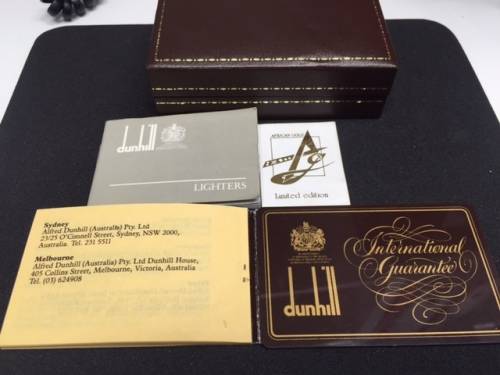 dunhill
LIGHTERS
AFRICAN GOLD
Limited edition
Sydney
Alfred Dunhill (Australia) Pty. Ltd
23/25 O'Connell Street, Sydney, NSW 2000,
Australia. Tel. 231 5511
Melbourne
Alfred Dunhill (Australia) Pty. Ltd Dunhill House,
405 Collins Street, Melbourne, Victoria, Australia
Tel. (03) 624908
International
Guarantee
dunhill